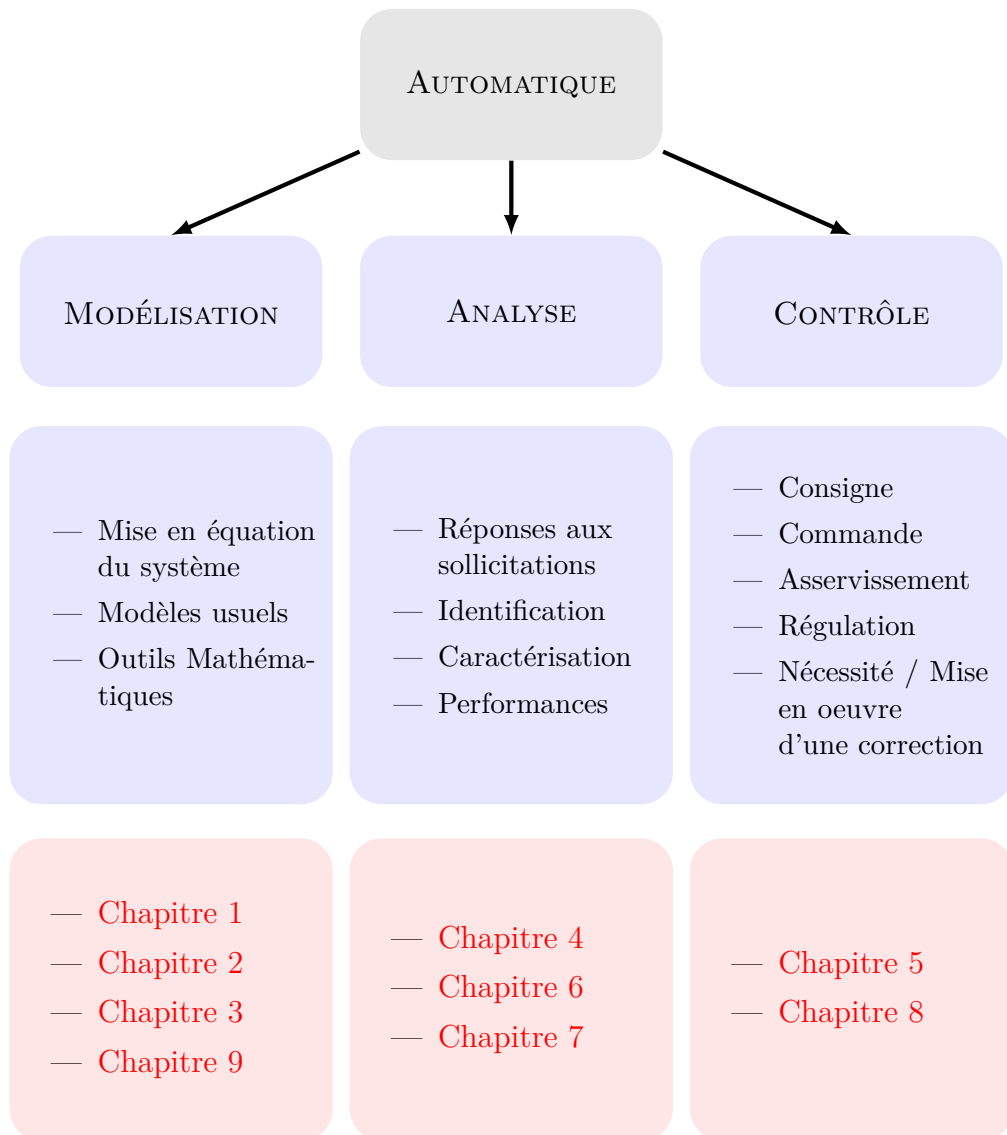 AUTOMATIQUE
MODÉLISATION
ANALYSE
CONTRÔLE
— Mise en équation
du système
— Modèles usuels
— Outils Mathéma-
tiques
— Réponses aux
sollicitations
— Identification
— Caractérisation
— Performances
— Consigne
— Commande
— Asservissement
— Régulation
— Nécessité / Mise
en oeuvre
d'une correction
— Chapitre 1
— Chapitre 2
— Chapitre 3
— Chapitre 9
— Chapitre 4
— Chapitre 6
— Chapitre 7
— Chapitre 5
— Chapitre 8